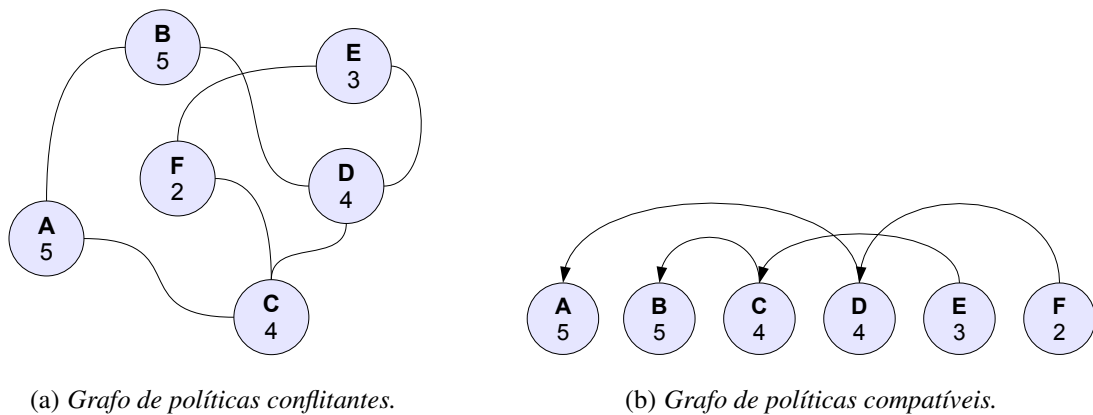 B
5
E
3
F
2
D
4
A
5
C
4
A
5
B
5
C
4
D
4
E
3
F
2
(a) Grafo de políticas conflitantes.
(b) Grafo de políticas compatíveis.